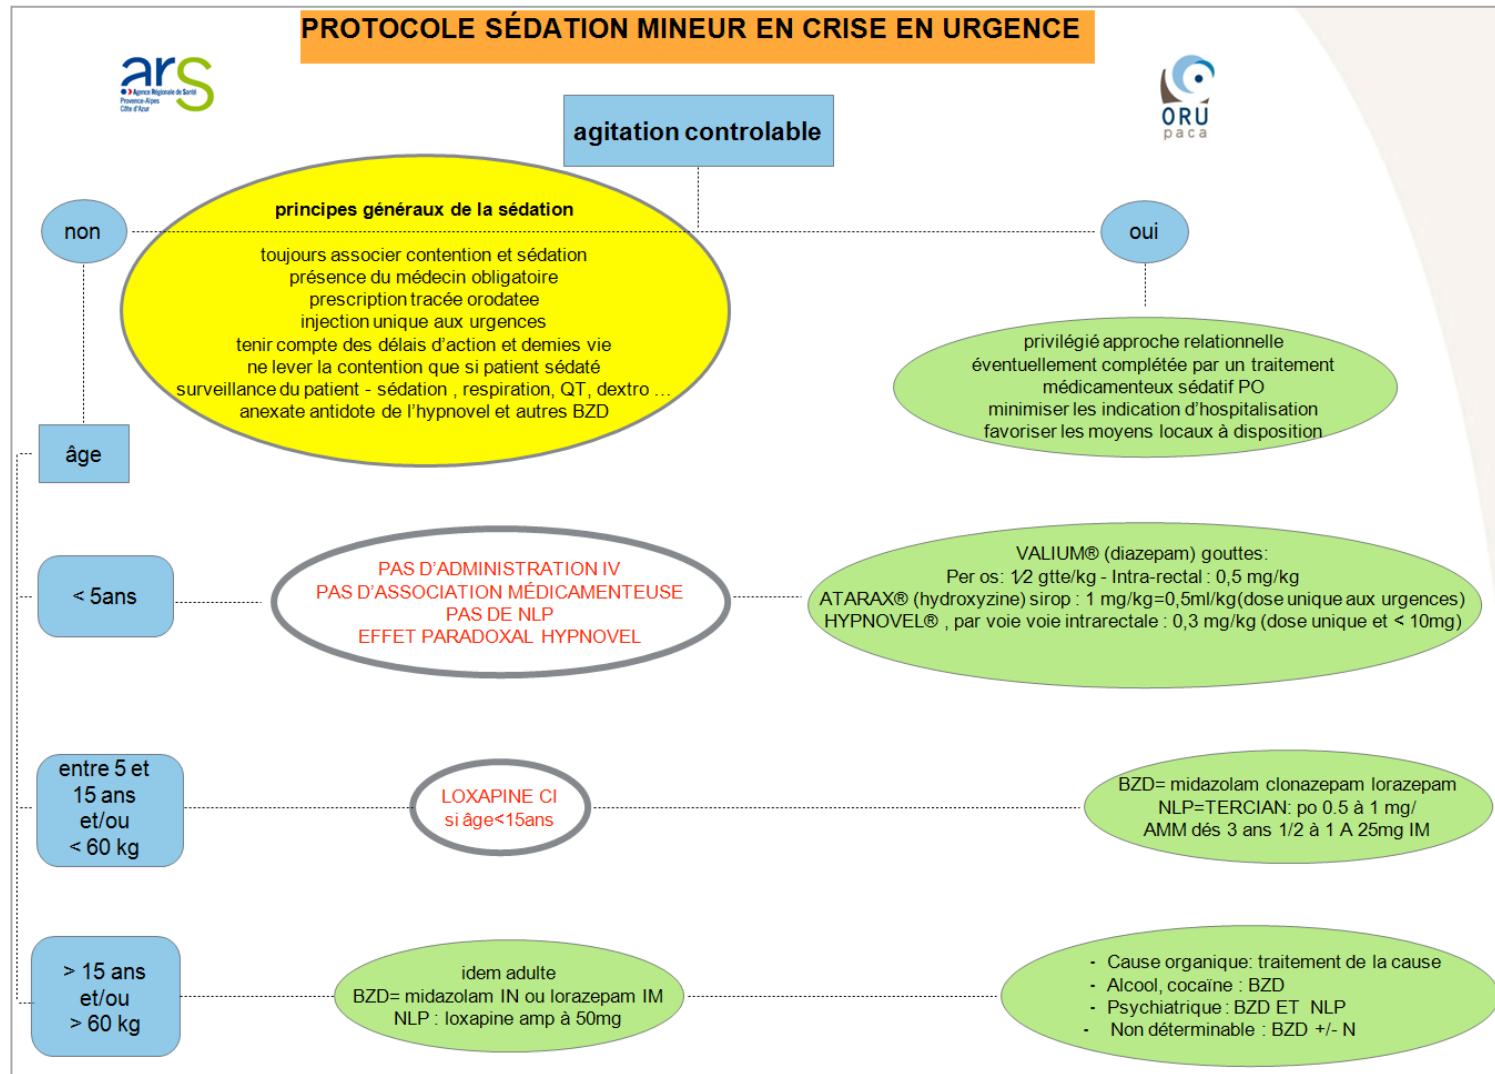 PROTOCOLE SÉDATION MINEUR EN CRISE EN URGENCE
ars
Agence Régionale de Santé
Provence-Alpes
Côte d'Azur
ORU
paca
agitation controlable
non
oui
principes généraux de la sédation
toujours associer contention et sédation
présence du médecin obligatoire
prescription tracée orodatee
injection unique aux urgences
tenir compte des délais d'action et demies vie
ne lever la contention que si patient sédaté
surveillance du patient - sédation , respiration, QT, dextro ...
anexate antidote de l'hypnovel et autres BZD
privilégié approche relationnelle
éventuellement complétée par un traitement
médicamenteux sédatif PO
minimiser les indication d'hospitalisation
favoriser les moyens locaux à disposition
âge
< 5ans
PAS D'ADMINISTRATION IV
PAS D'ASSOCIATION MÉDICAMENTEUSE
PAS DE NLP
EFFET PARADOXAL HYPNOVEL
VALIUM® (diazepam) gouttes:
Per os: 1⁄2 gtte/kg - Intra-rectal : 0,5 mg/kg
ATARAX® (hydroxyzine) sirop : 1 mg/kg=0,5ml/kg(dose unique aux urgences)
HYPNOVEL® , par voie voie intrarectale : 0,3 mg/kg (dose unique et < 10mg)
entre 5 et
15 ans
et/ou
< 60 kg
LOXAPINE CI
si âge<15ans
BZD= midazolam clonazepam lorazepam
NLP=TERCIAN: po 0.5 à 1 mg/
AMM dés 3 ans 1/2 à 1 A 25mg IM
> 15 ans
et/ou
> 60 kg
idem adulte
BZD= midazolam IN ou lorazepam IM
NLP : loxapine amp à 50mg
- Cause organique: traitement de la cause
- Alcool, cocaïne : BZD
- Psychiatrique : BZD ET NLP
- Non déterminable : BZD +/- N